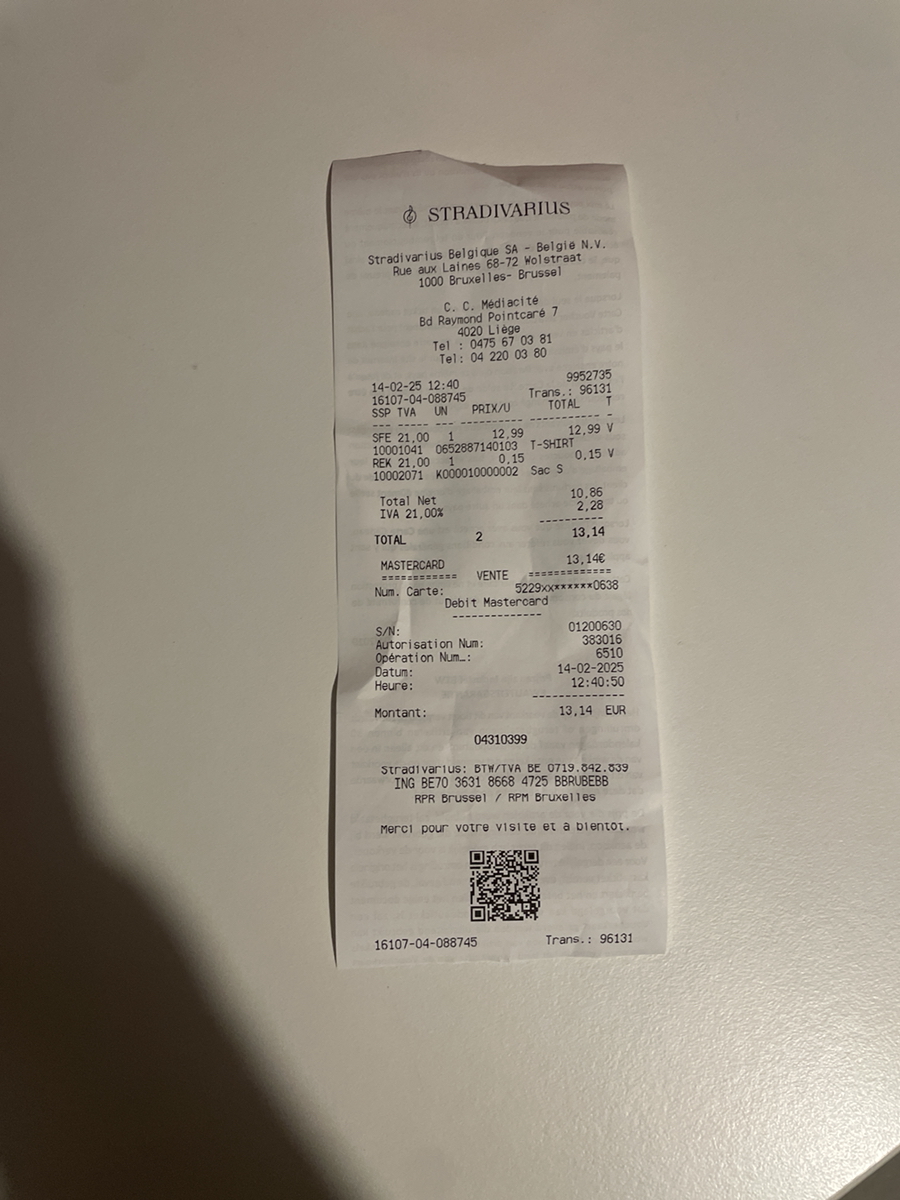 STRADIVARIUS
Stradivarius Belgique SA - België N.V.
Rue aux Laines 68-72 Wolstraat
1000 Bruxelles- Brussel
C. C. Médiacité
Bd Raymond Pointcaré 7
4020 Liège
Tel : 0475 67 03 81
Tel: 04 220 03 80
14-02-25 12:40 9952735
16107-04-088745 Trans.: 96131
SSP TVA UN PRIX/U TOTAL T
--- ----- --- ---------- ---------- -
SFE 21,00 1 12,99 12,99 V
10001041 0652887140103 T-SHIRT
REK 21,00 1 0,15 0,15 V
10002071 K000010000002 Sac S
Total Net 10,86
IVA 21,00% 2,28
----------
TOTAL 2 13,14
MASTERCARD 13,14€
============ VENTE =============
Num. Carte: 5229xx******0638
Debit Mastercard
--------------
S/N: 01200630
Autorisation Num: 383016
Opération Num…: 6510
Datum: 14-02-2025
Heure: 12:40:50
--------------
Montant: 13,14 EUR
04310399
Stradivarius: BTW/TVA BE 0719.642.639
ING BE70 3631 8668 4725 BBRUBEBB
RPR Brussel / RPM Bruxelles
Merci pour votre visite et a bientot.
16107-04-088745 Trans.: 96131